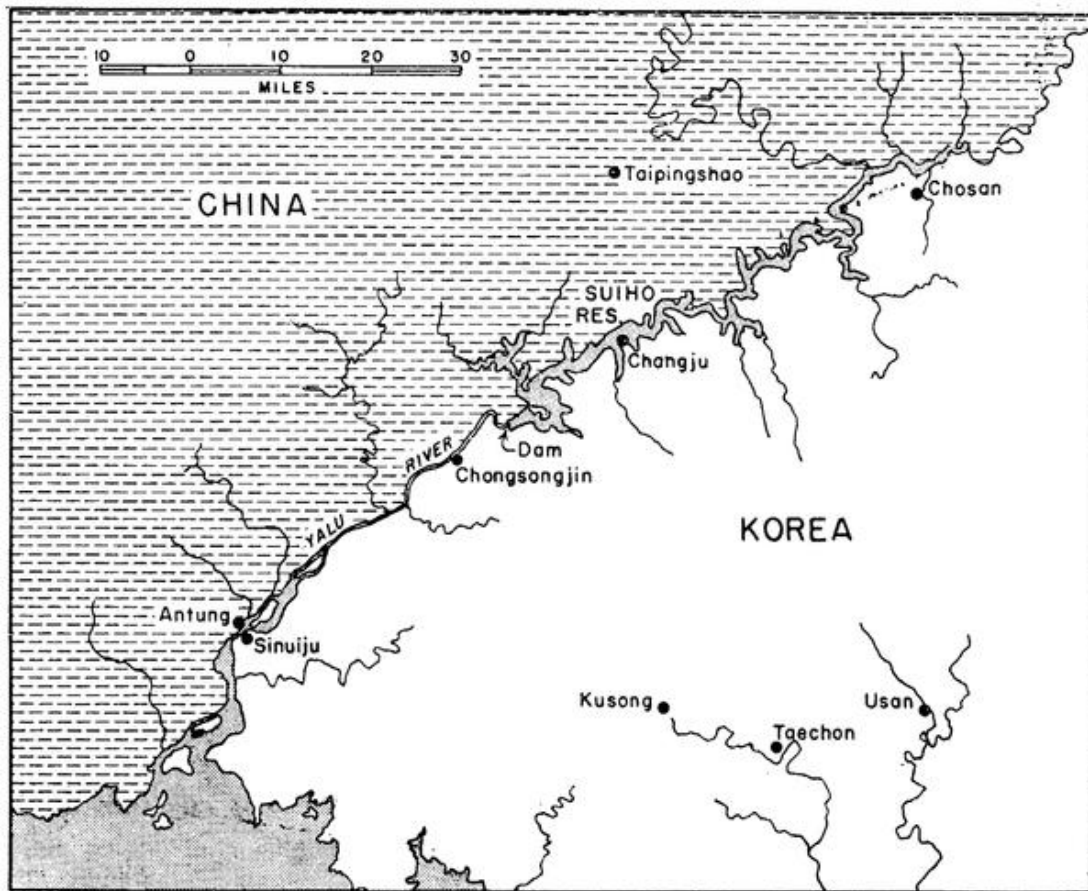 10 0 10 20 30
MILES
CHINA
Taipingshao
Chosan
SUIHO
RES.
Changju
Dam
RIVER
Chongsongjin
YALU
KOREA
Antung
Sinuiju
Kusong
Usan
Taechon